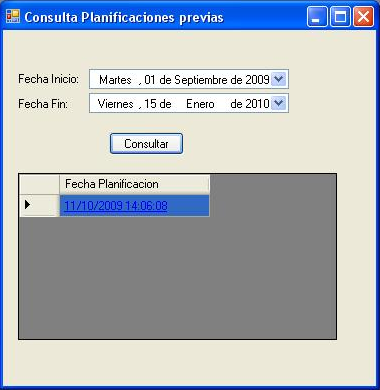 Consulta Planificaciones previas
Fecha Inicio: Martes , 01 de Septiembre de 2009
Fecha Fin: Viernes , 15 de Enero de 2010
Consultar
Fecha Planificacion
11/10/2009 14:06:08